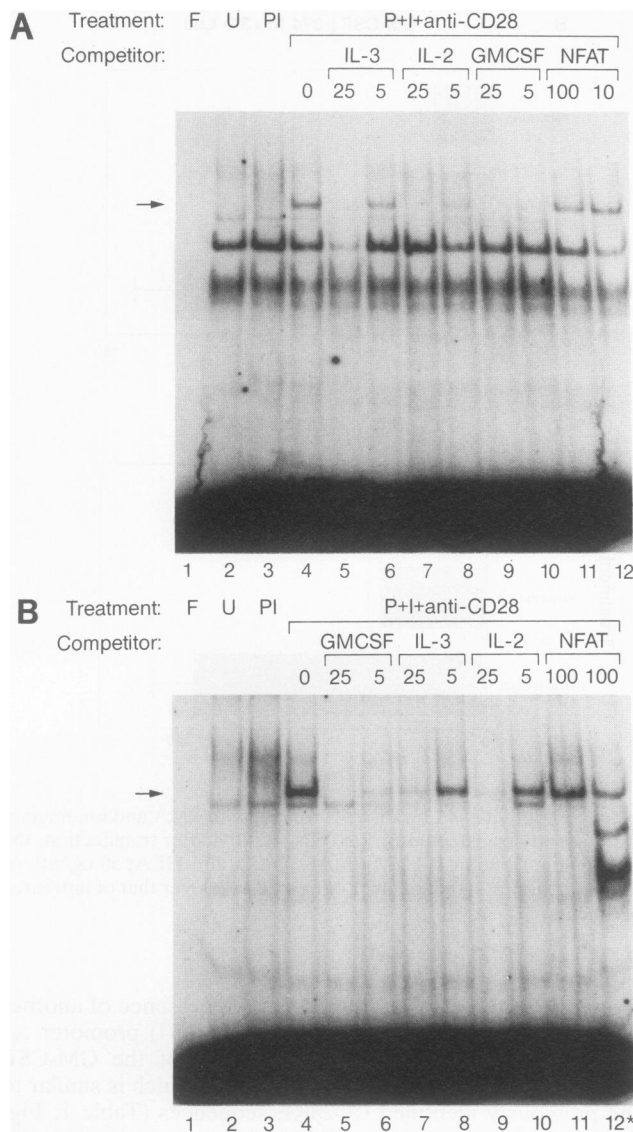 A
Treatment: F U PI P+I+anti-CD28
Competitor: IL-3 IL-2 GMCSF NFAT
0 25 5 25 5 25 5 100 10
1 2 3 4 5 6 7 8 9 10 11 12
B
Treatment: F U PI P+I+anti-CD28
Competitor: GMCSF IL-3 IL-2 NFAT
0 25 5 25 5 25 5 100 100
1 2 3 4 5 6 7 8 9 10 11 12*